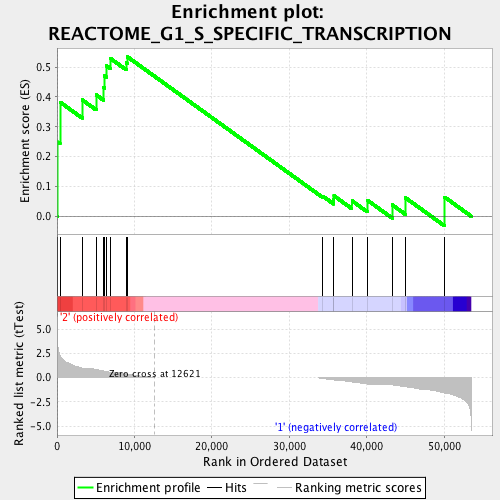 Enrichment plot:
REACTOME_G1_S_SPECIFIC_TRANSCRIPTION
Enrichment score (ES)
0.5
0.4
0.3
0.2
0.1
0.0
Ranked list metric (tTest)
5.0
2.5
0.0
-2.5
-5.0
'2' (positively correlated)
Zero cross at 12621
'1' (negatively correlated)
0 10,000 20,000 30,000 40,000 50,000
Rank in Ordered Dataset
Enrichment profile Hits Ranking metric scores